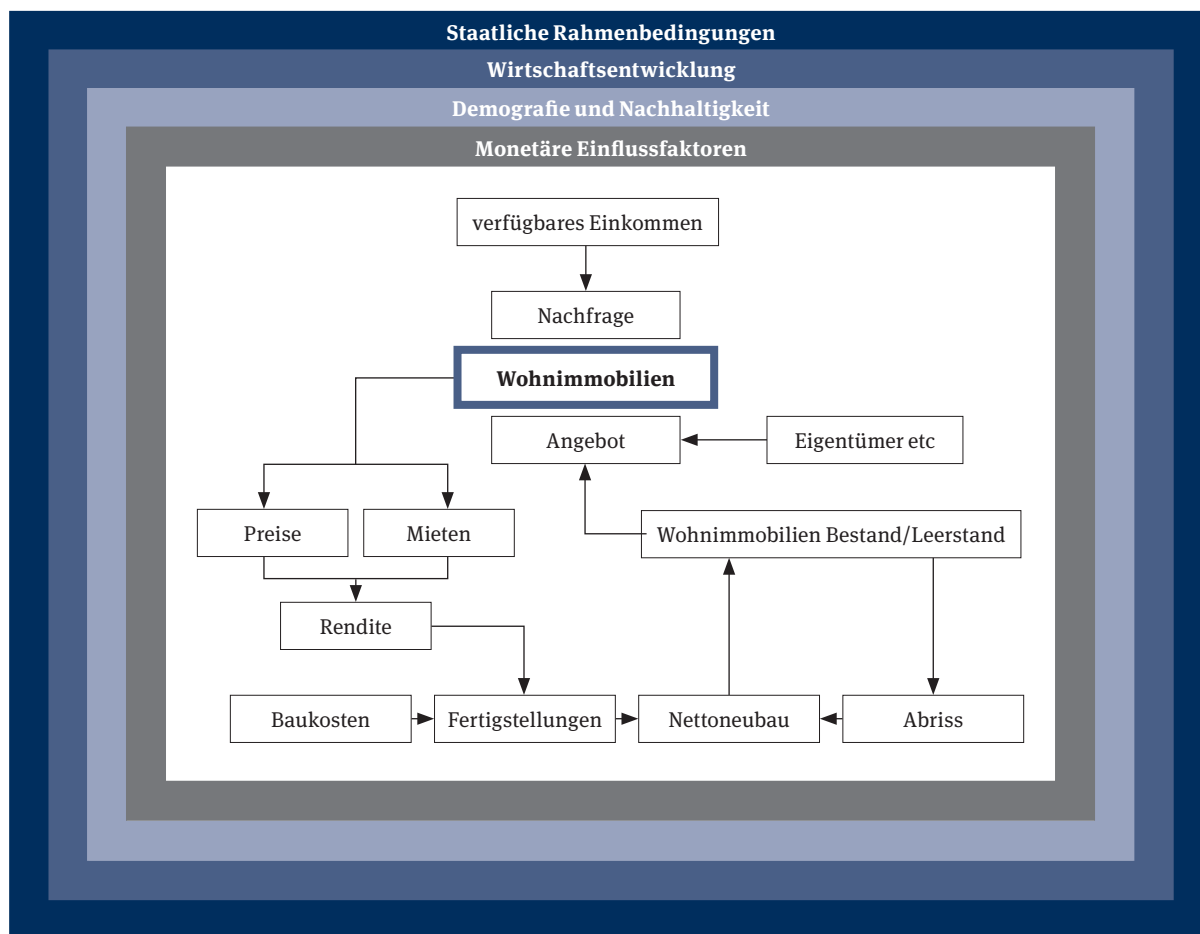 Staatliche Rahmenbedingungen
Wirtschaftsentwicklung
Demografie und Nachhaltigkeit
Monetäre Einflussfaktoren
verfügbares Einkommen
Nachfrage
Wohnimmobilien
Angebot
Eigentümer etc
Preise
Mieten
Wohnimmobilien Bestand/Leerstand
Rendite
Baukosten
Fertigstellungen
Nettoneubau
Abriss